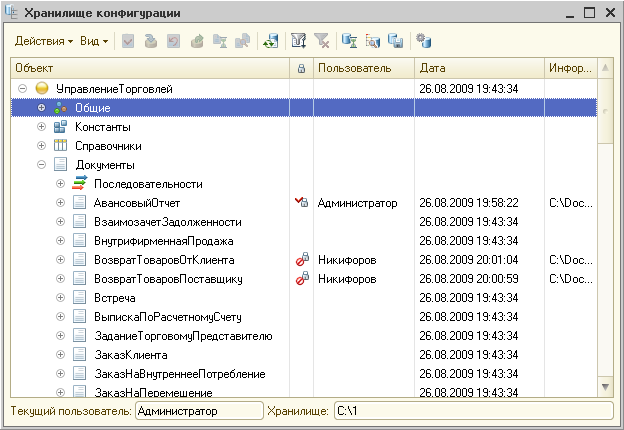 Хранилище конфигурации
Действия Вид
Объект Пользователь Дата Инфор...
УправлениеТорговлей 26.08.2009 19:43:34
Общие
Константы
Справочники
Документы
Последовательности
АвансовыйОтчет Администратор 26.08.2009 19:58:22 C:\Doc...
ВзаимозачетЗадолженности 26.08.2009 19:43:34
ВнутрифирменнаяПродажа 26.08.2009 19:43:34
ВозвратТоваровОтКлиента Никифоров 26.08.2009 20:01:04 C:\Doc...
ВозвратТоваровПоставщику Никифоров 26.08.2009 20:00:59 C:\Doc...
Встреча 26.08.2009 19:43:34
ВыпискаПоРасчетномуСчету 26.08.2009 19:43:34
ЗаданиеТорговомуПредставителю 26.08.2009 19:43:34
ЗаказКлиента 26.08.2009 19:43:34
ЗаказНаВнутреннееПотребление 26.08.2009 19:43:34
ЗаказНаПеремещение 26.08.2009 19:43:34
Текущий пользователь: Администратор Хранилище: C:\1